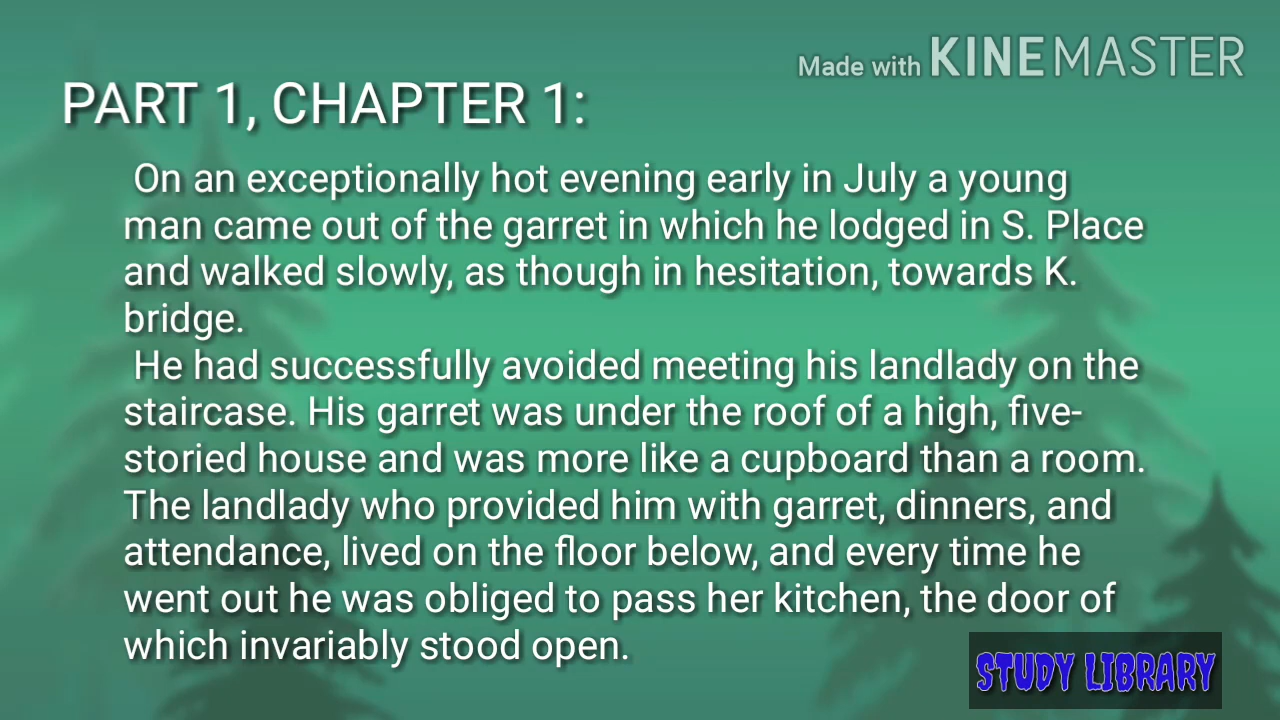 Made with KINEMASTER
PART 1, CHAPTER 1:
On an exceptionally hot evening early in July a young
man came out of the garret in which he lodged in S. Place
and walked slowly, as though in hesitation, towards K.
bridge.
He had successfully avoided meeting his landlady on the
staircase. His garret was under the roof of a high, five-
storied house and was more like a cupboard than a room.
The landlady who provided him with garret, dinners, and
attendance, lived on the floor below, and every time he
went out he was obliged to pass her kitchen, the door of
which invariably stood open.
STUDY LIBRARY